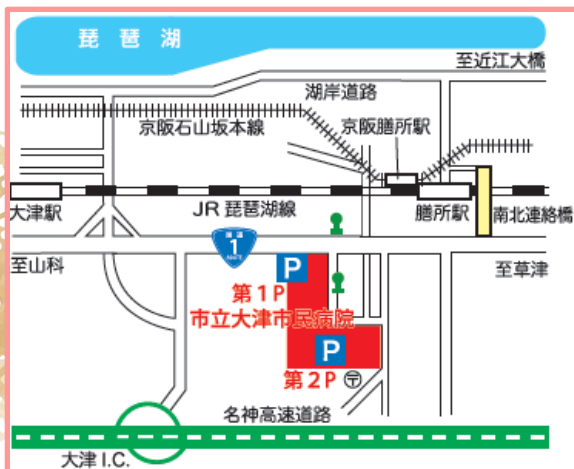 琵琶湖
至近江大橋
湖岸道路
京阪石山坂本線
京阪膳所駅
大津駅
JR琵琶湖線
膳所駅
南北連絡橋
国道
1
ROUTE
至山科
至草津
P
第1P
市立大津市民病院
P
第2P 〶
名神高速道路
大津I.C.